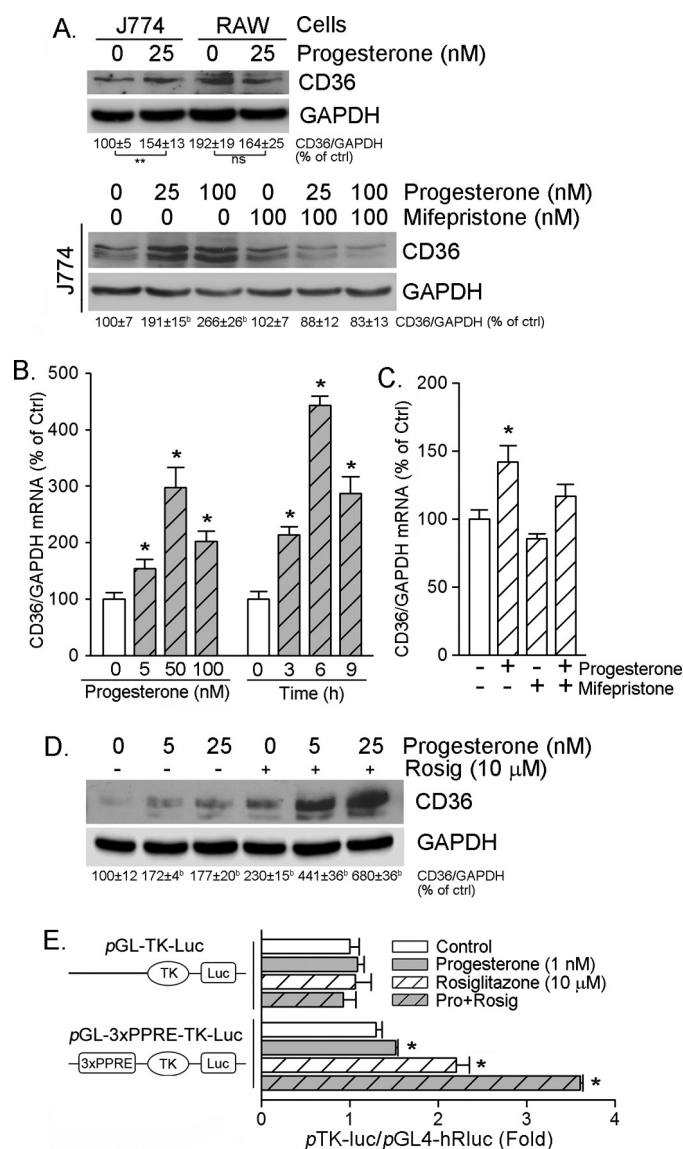 A.
J774 RAW Cells
0 25 0 25 Progesterone (nM)
CD36
GAPDH
100±5 154±13 192±19 164±25 CD36/GAPDH
(% of ctrl)
** ns
0 25 100 0 25 100 Progesterone (nM)
0 0 0 100 100 100 Mifepristone (nM)
J774
CD36
GAPDH
100±7 191±15ᵇ 266±26ᵇ 102±7 88±12 83±13 CD36/GAPDH (% of ctrl)
B.
CD36/GAPDH mRNA (% of Ctrl)
500
400
300
200
100
0
* * * * * *
0 5 50 100 0 3 6 9
Progesterone (nM) Time (h)
C.
CD36/GAPDH mRNA (% of Ctrl)
200
150
100
50
0
*
- + - + Progesterone
- - + + Mifepristone
D.
0 5 25 0 5 25 Progesterone (nM)
- - - + + + Rosig (10 µM)
CD36
GAPDH
100±12 172±4ᵇ 177±20ᵇ 230±15ᵇ 441±36ᵇ 680±36ᵇ CD36/GAPDH
(% of ctrl)
E.
pGL-TK-Luc
TK Luc
pGL-3xPPRE-TK-Luc
3xPPRE TK Luc
Control
Progesterone (1 nM)
Rosiglitazone (10 µM)
Pro+Rosig
*
*
*
0 1 2 3 4
pTK-luc/pGL4-hRluc (Fold)